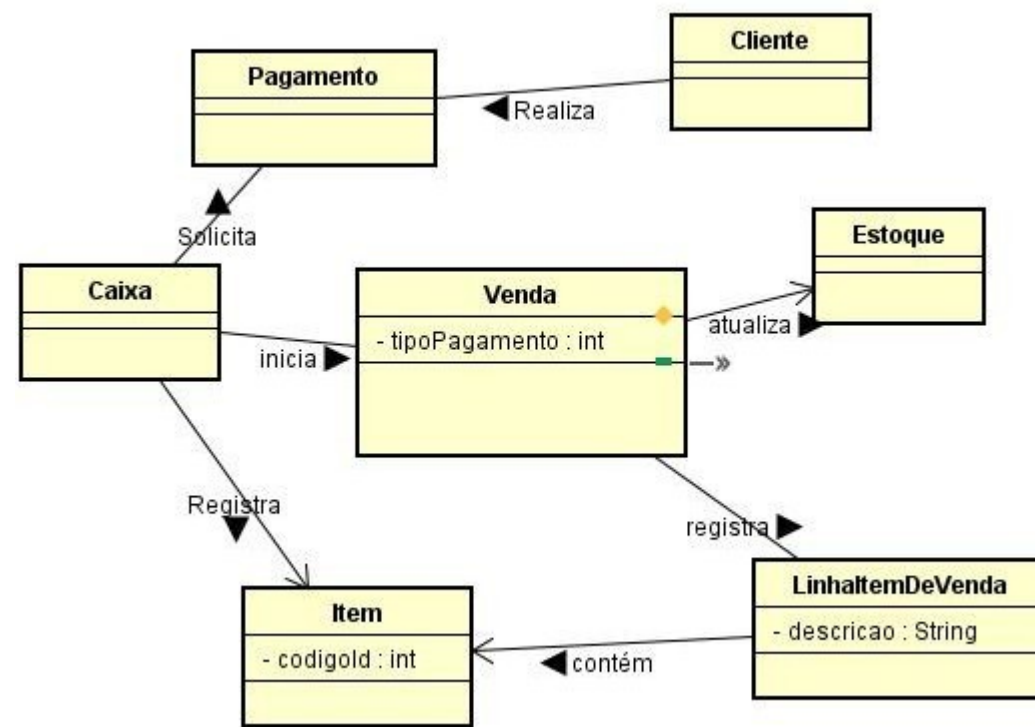 Cliente
Pagamento
Realiza
Solicita
Estoque
Caixa
Venda
- tipoPagamento : int
atualiza
inicia
Registra
registra
LinhaItemDeVenda
- descricao : String
Item
- codigoId : int
contém